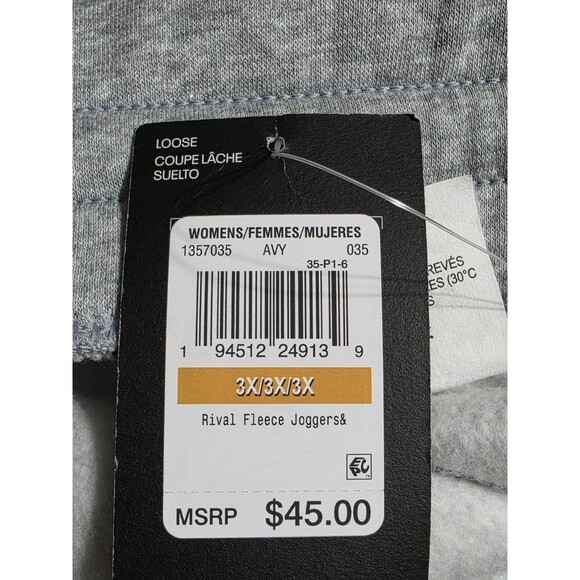 LOOSE
COUPE LÂCHE
SUELTO
WOMENS/FEMMES/MUJERES
1357035 AVY 035
35-P1-6
1 94512 24913 9
3X/3X/3X
Rival Fleece Joggers&
MSRP $45.00
(30°C